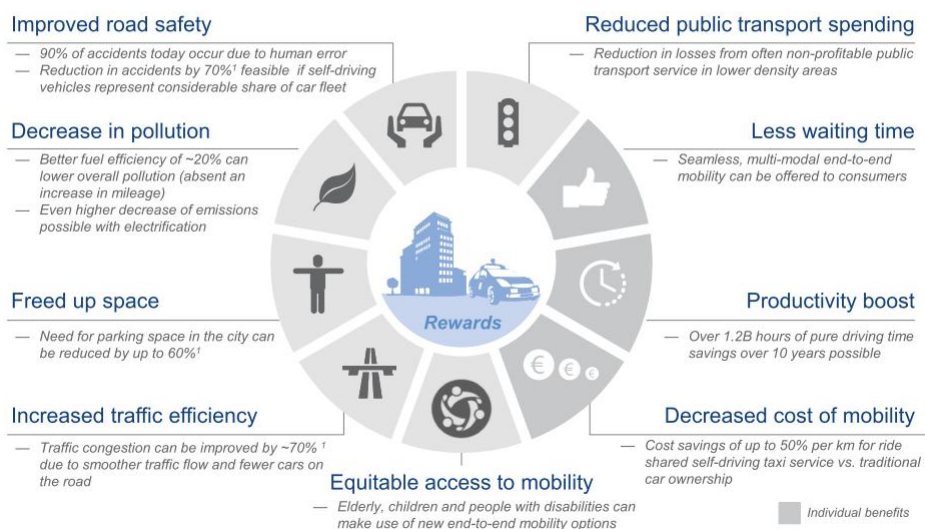 Improved road safety
— 90% of accidents today occur due to human error
— Reduction in accidents by 70%¹ feasible if self-driving
vehicles represent considerable share of car fleet
Decrease in pollution
— Better fuel efficiency of ~20% can
lower overall pollution (absent an
increase in mileage)
— Even higher decrease of emissions
possible with electrification
Freed up space
— Need for parking space in the city can
be reduced by up to 60%¹
Increased traffic efficiency
— Traffic congestion can be improved by ~70% ¹
due to smoother traffic flow and fewer cars on
the road
Equitable access to mobility
— Elderly, children and people with disabilities can
make use of new end-to-end mobility options
Reduced public transport spending
— Reduction in losses from often non-profitable public
transport service in lower density areas
Less waiting time
— Seamless, multi-modal end-to-end
mobility can be offered to consumers
Productivity boost
— Over 1.2B hours of pure driving time
savings over 10 years possible
Decreased cost of mobility
— Cost savings of up to 50% per km for ride
shared self-driving taxi service vs. traditional
car ownership
Rewards
€ € €
Individual benefits